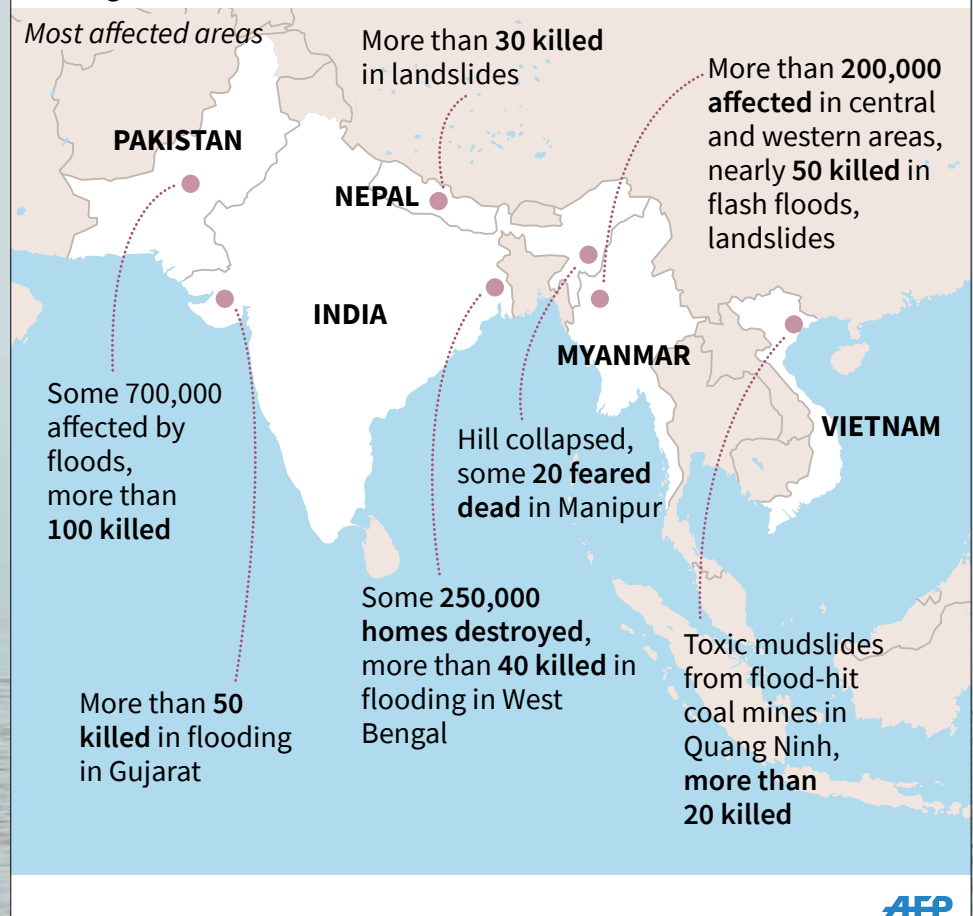 Most affected areas
More than 30 killed
in landslides
More than 200,000
affected in central
and western areas,
nearly 50 killed in
flash floods,
landslides
PAKISTAN
NEPAL
INDIA
MYANMAR
VIETNAM
Some 700,000
affected by
floods,
more than
100 killed
Hill collapsed,
some 20 feared
dead in Manipur
Some 250,000
homes destroyed,
more than 40 killed in
flooding in West
Bengal
More than 50
killed in flooding
in Gujarat
Toxic mudslides
from flood-hit
coal mines in
Quang Ninh,
more than
20 killed
AFP